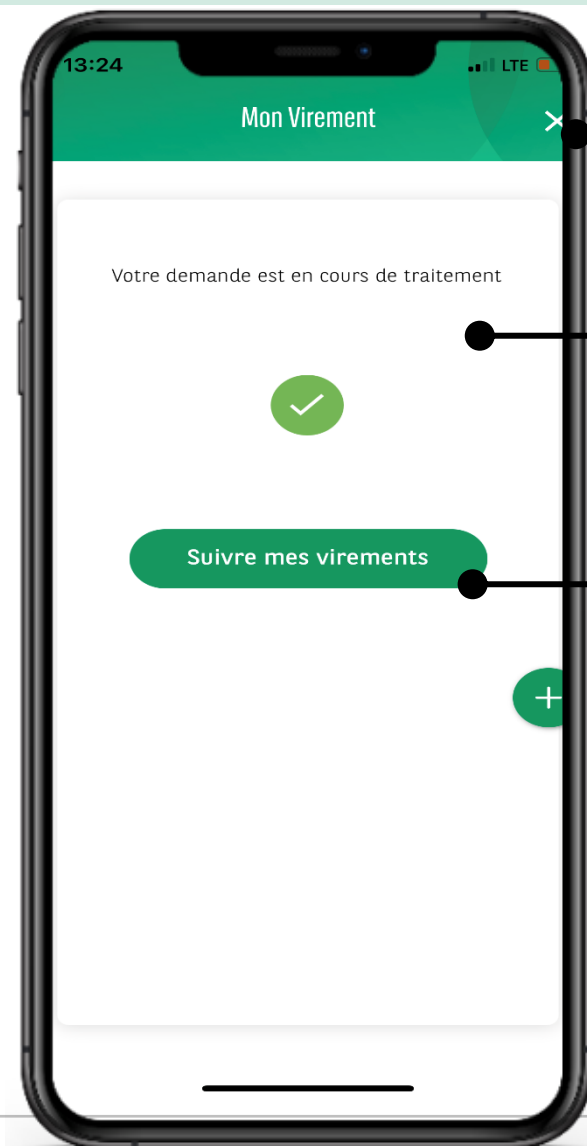 13:24
LTE
Mon Virement
Votre demande est en cours de traitement
Suivre mes virements